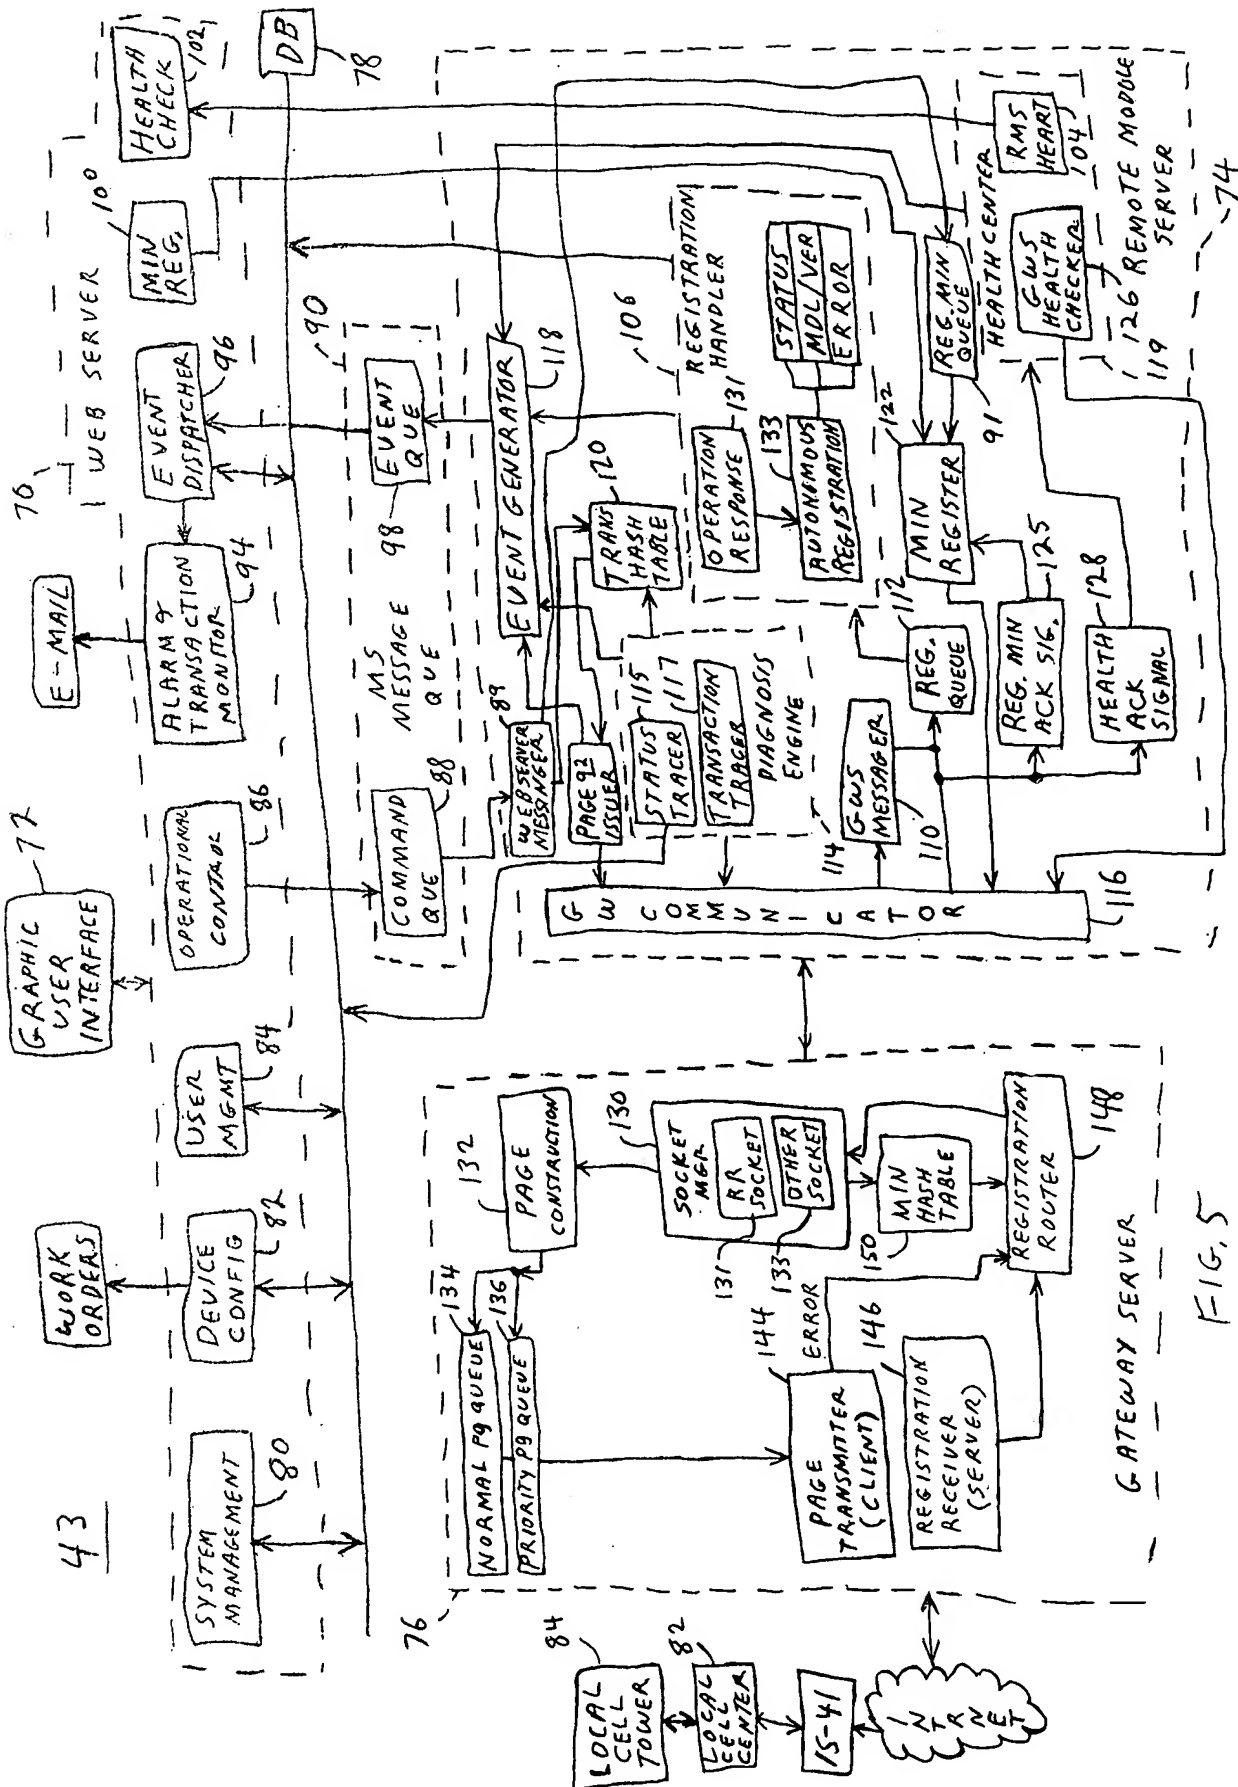 43
GRAPHIC
USER
INTERFACE
72
WORK
ORDERS
E-MAIL
70
WEB SERVER
SYSTEM
MANAGEMENT
80
DEVICE
CONFIG
82
USER
MGMT
84
OPERATIONAL
CONTROL
86
ALARM &
TRANSACTION
MONITOR
94
EVENT
DISPATCHER
96
MIN
REG.
100
HEALTH
CHECK
102
DB
78
MS
MESSAGE
QUE
90
COMMAND
QUE
88
EVENT
QUE
98
WEBSERVER
MESSINGER
89
EVENT GENERATOR
118
PAGE 93
ISSUER
TRANS
HASH
TABLE
120
STATUS
TRACER
115
TRANSACTION
TRACER
117
DIAGNOSIS
ENGINE
114
REGISTRATION
HANDLER
106
OPERATION
RESPONSE
131
AUTONOMOUS
REGISTRATION
133
STATUS
MDL/VER
ERROR
GW COMMUNICATOR
116
GWS
MESSAGER
110
REG.
QUEUE
112
MIN
REGISTER
122
REG. MIN
QUEUE
91
REG. MIN
ACK SIG.
125
HEALTH
ACK
SIGNAL
128
HEALTH CENTER
RMS
HEART
104
GWS
HEALTH
CHECKER
126
119
REMOTE MODULE
SERVER
74
76
NORMAL PG QUEUE
134
PRIORITY PG QUEUE
136
PAGE
CONSTRUCTION
132
SOCKET
MGR
130
RR
SOCKET
131
OTHER
SOCKET
133
MIN
HASH
TABLE
150
PAGE
TRANSMITTER
(CLIENT)
144
ERROR
REGISTRATION
RECEIVER
(SERVER)
146
REGISTRATION
ROUTER
148
GATEWAY SERVER
LOCAL
CELL
TOWER
84
LOCAL
CELL
CENTER
82
15-41
INTRNET
FIG. 5